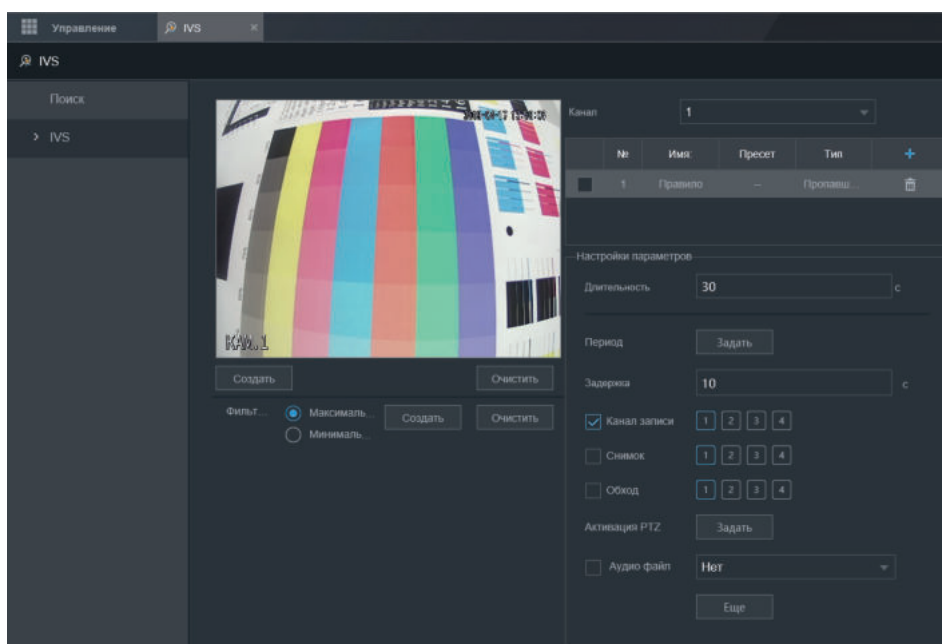 Управление
IVS ×
IVS
Поиск
> IVS
КАМ.1
Создать
Очистить
Фильт...
Максималь...
Создать
Очистить
Минималь...
Канал
1
№ Имя: Пресет Тип +
1 Правило -- Пропавш...
Настройки параметров
Длительность 30 с
Период Задать
Задержка 10 с
Канал записи 1 2 3 4
Снимок 1 2 3 4
Обход 1 2 3 4
Активация PTZ Задать
Аудио файл Нет
Еще